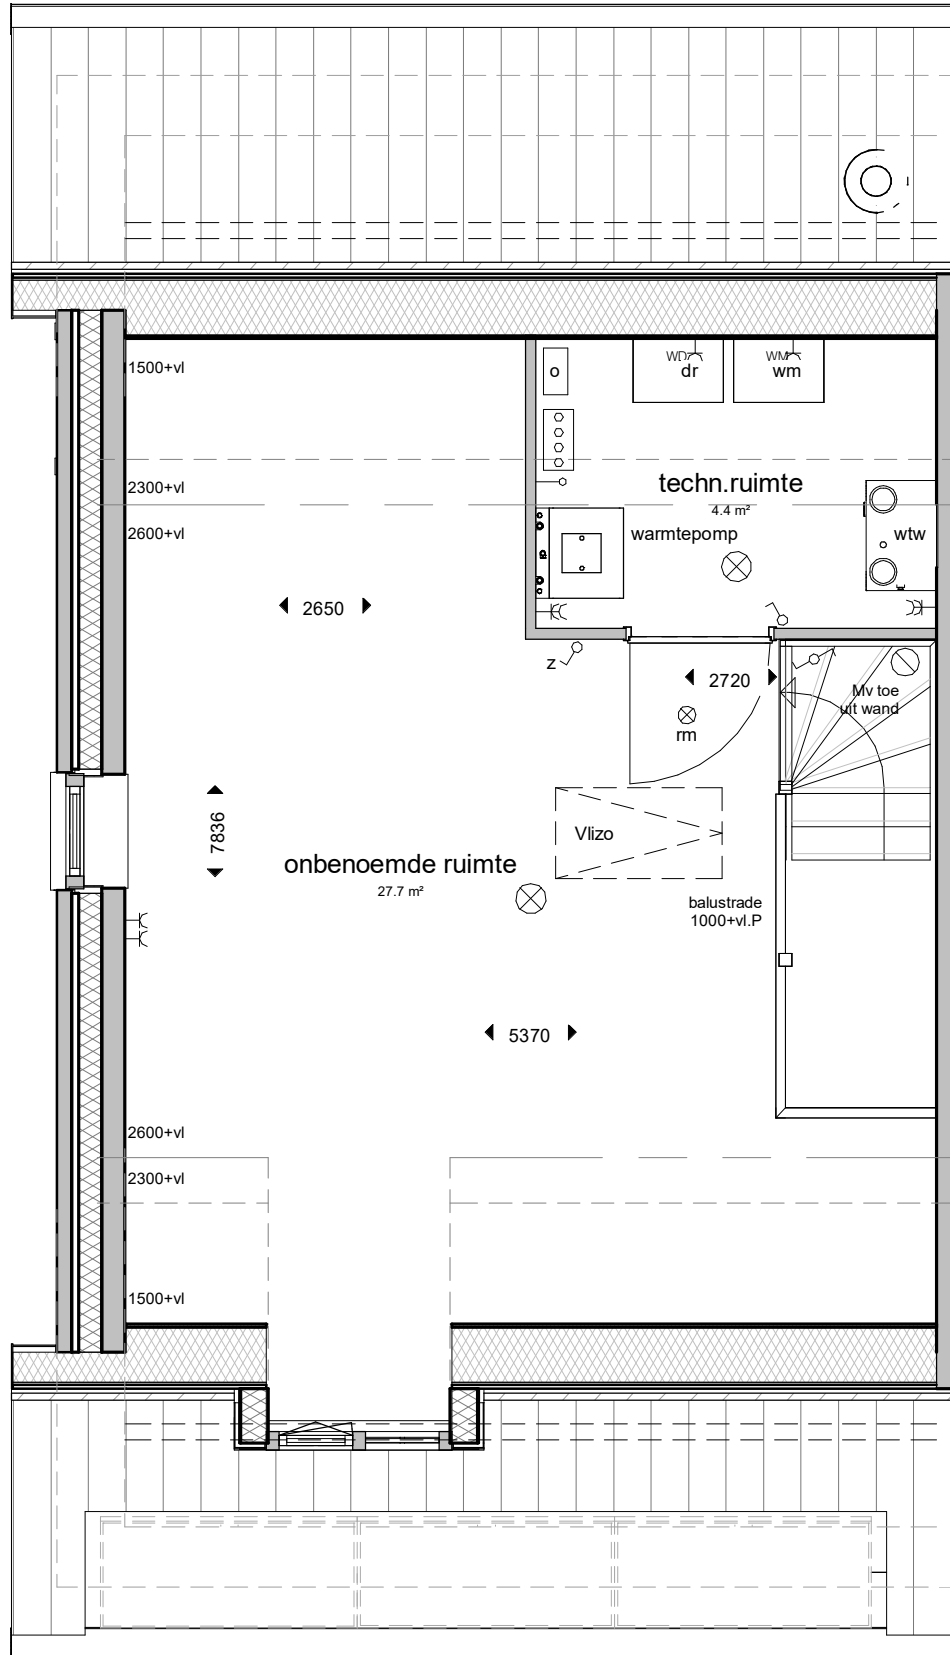 1500+vl
WD
dr
WM
wm
o
2300+vl
techn.ruimte
4.4 m²
2600+vl
warmtepomp
wtw
2650
z
2720
Mv toe
uit wand
rm
7836
Vlizo
onbenoemde ruimte
27.7 m²
balustrade
1000+vl.P
5370
2600+vl
2300+vl
1500+vl